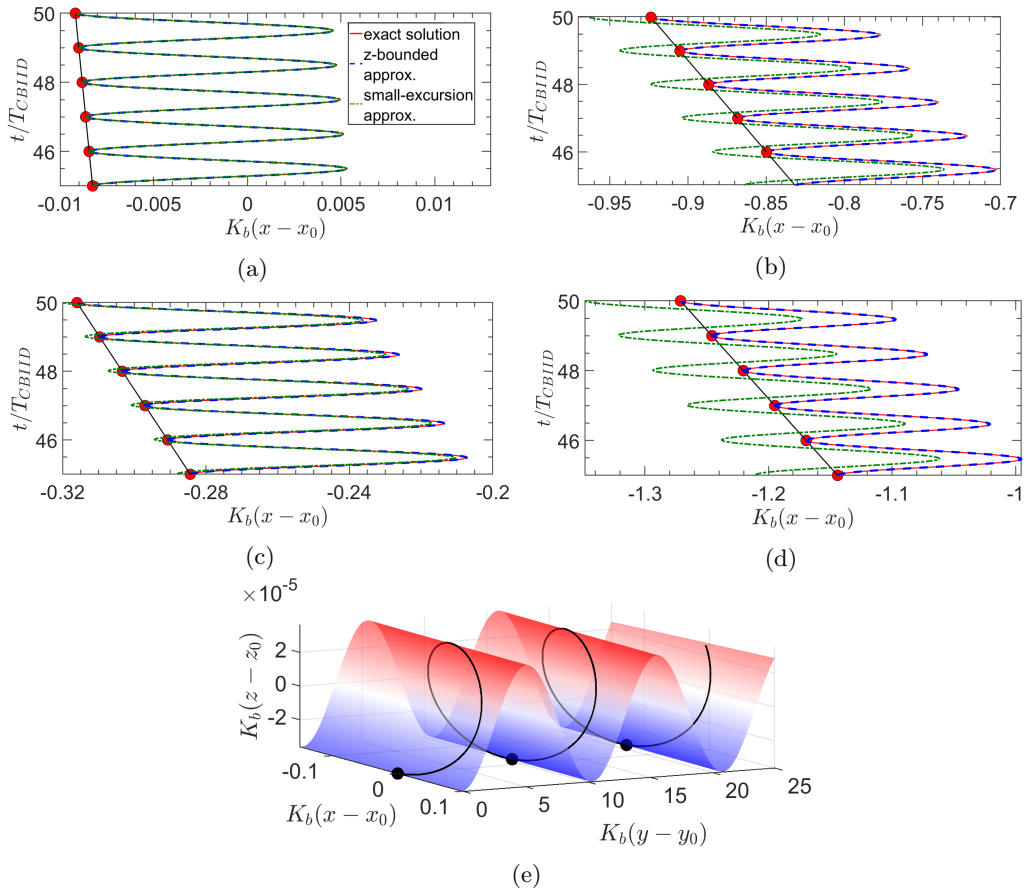 50
48
46
t/T_{CBIID}
-0.01
-0.005
0
0.005
0.01
K_b(x − x_0)
exact solution
z-bounded
approx.
small-excursion
approx.
(a)
50
48
46
t/T_{CBIID}
-0.95
-0.9
-0.85
-0.8
-0.75
-0.7
K_b(x − x_0)
(b)
50
48
46
t/T_{CBIID}
-0.32
-0.28
-0.24
-0.2
K_b(x − x_0)
(c)
50
48
46
t/T_{CBIID}
-1.3
-1.2
-1.1
-1
K_b(x − x_0)
(d)
×10^{-5}
2
0
-2
K_b(z − z_0)
-0.1
0
0.1
K_b(x − x_0)
0
5
10
15
20
25
K_b(y − y_0)
(e)